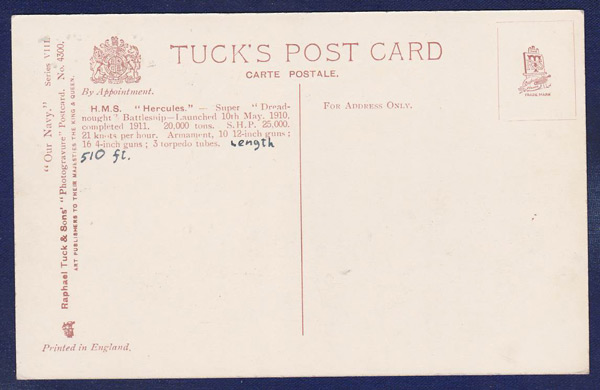 TUCK'S POST CARD
CARTE POSTALE.
By Appointment.
H.M.S. "Hercules." — Super "Dread-
nought" Battleship—Launched 10th May, 1910,
completed 1911. 20,000 tons. S.H.P. 25,000.
21 knots per hour. Armament, 10 12-inch guns;
16 4-inch guns; 3 torpedo tubes. Length
510 ft.
FOR ADDRESS ONLY.
TRADE MARK
"Our Navy," Series VIII
Raphael Tuck & Sons' "Photogravure" Postcard, No. 4300.
ART PUBLISHERS TO THEIR MAJESTIES THE KING & QUEEN.
Printed in England.